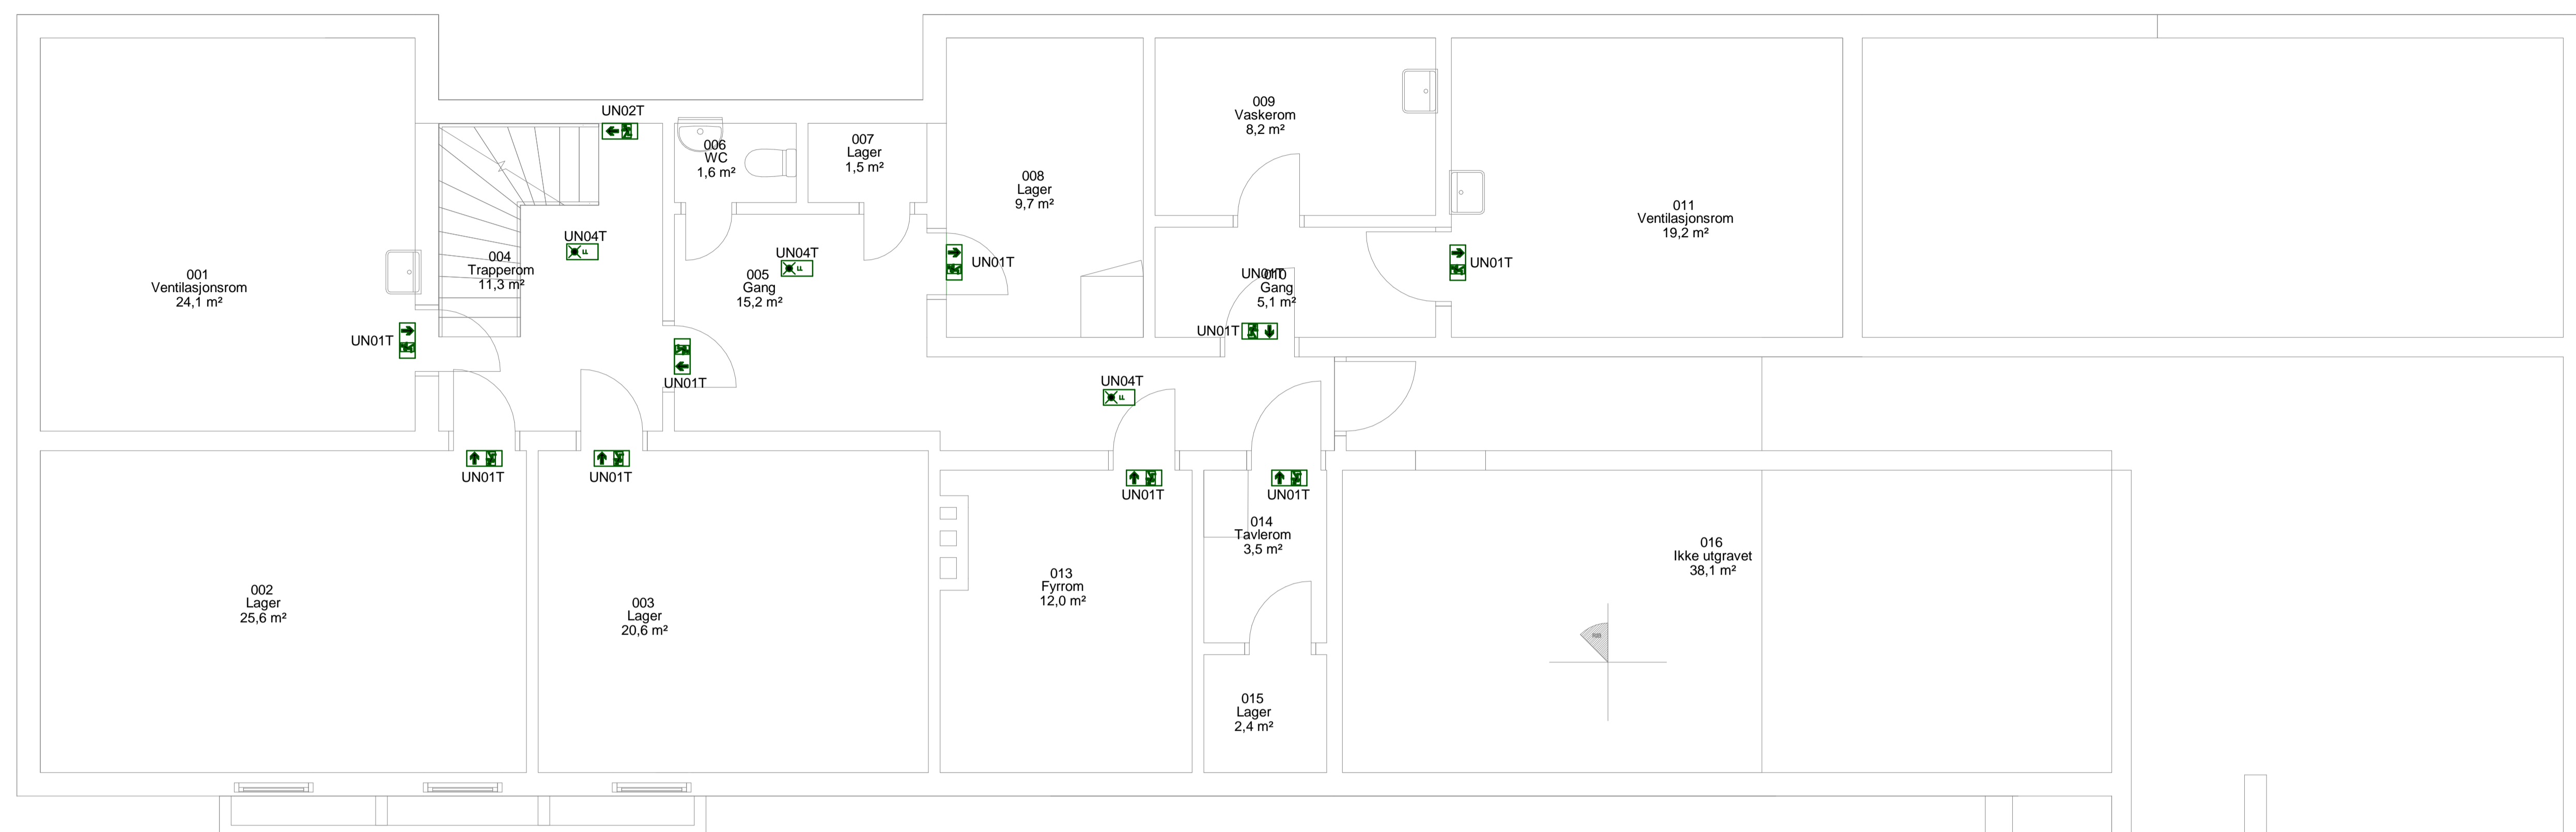 UN02T
009
Vaskerom
8,2 m²
006
WC
1,6 m²
007
Lager
1,5 m²
008
Lager
9,7 m²
011
Ventilasjonsrom
19,2 m²
UN04T
004
Trapperom
11,3 m²
UN04T
005
Gang
15,2 m²
UN01T
UN01T
010
Gang
5,1 m²
UN01T
001
Ventilasjonsrom
24,1 m²
UN01T
UN01T
UN01T
UN04T
UN01T
UN01T
UN01T
UN01T
014
Tavlerom
3,5 m²
016
Ikke utgravet
38,1 m²
013
Fyrrom
12,0 m²
002
Lager
25,6 m²
003
Lager
20,6 m²
015
Lager
2,4 m²